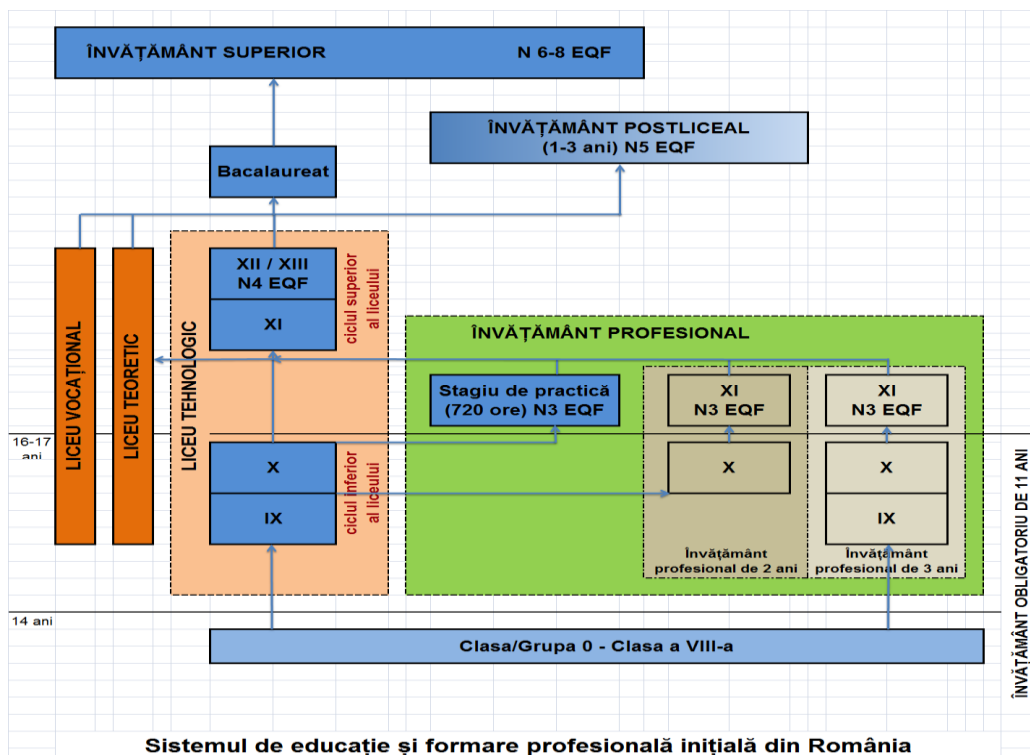 ÎNVĂȚĂMÂNT SUPERIOR N 6-8 EQF
ÎNVĂȚĂMÂNT POSTLICEAL
(1-3 ani) N5 EQF
Bacalaureat
LICEU VOCAȚIONAL
LICEU TEORETIC
LICEU TEHNOLOGIC
XII / XIII
N4 EQF
XI
ciclul superior
al liceului
ÎNVĂȚĂMÂNT PROFESIONAL
Stagiu de practică
(720 ore) N3 EQF
XI
N3 EQF
XI
N3 EQF
16-17
ani
X
IX
ciclul inferior
al liceului
X
X
IX
Învățământ
profesional de 2 ani
Învățământ
profesional de 3 ani
ÎNVĂȚĂMÂNT OBLIGATORIU DE 11 ANI
14 ani
Clasa/Grupa 0 - Clasa a VIII-a
Sistemul de educație și formare profesională inițială din România